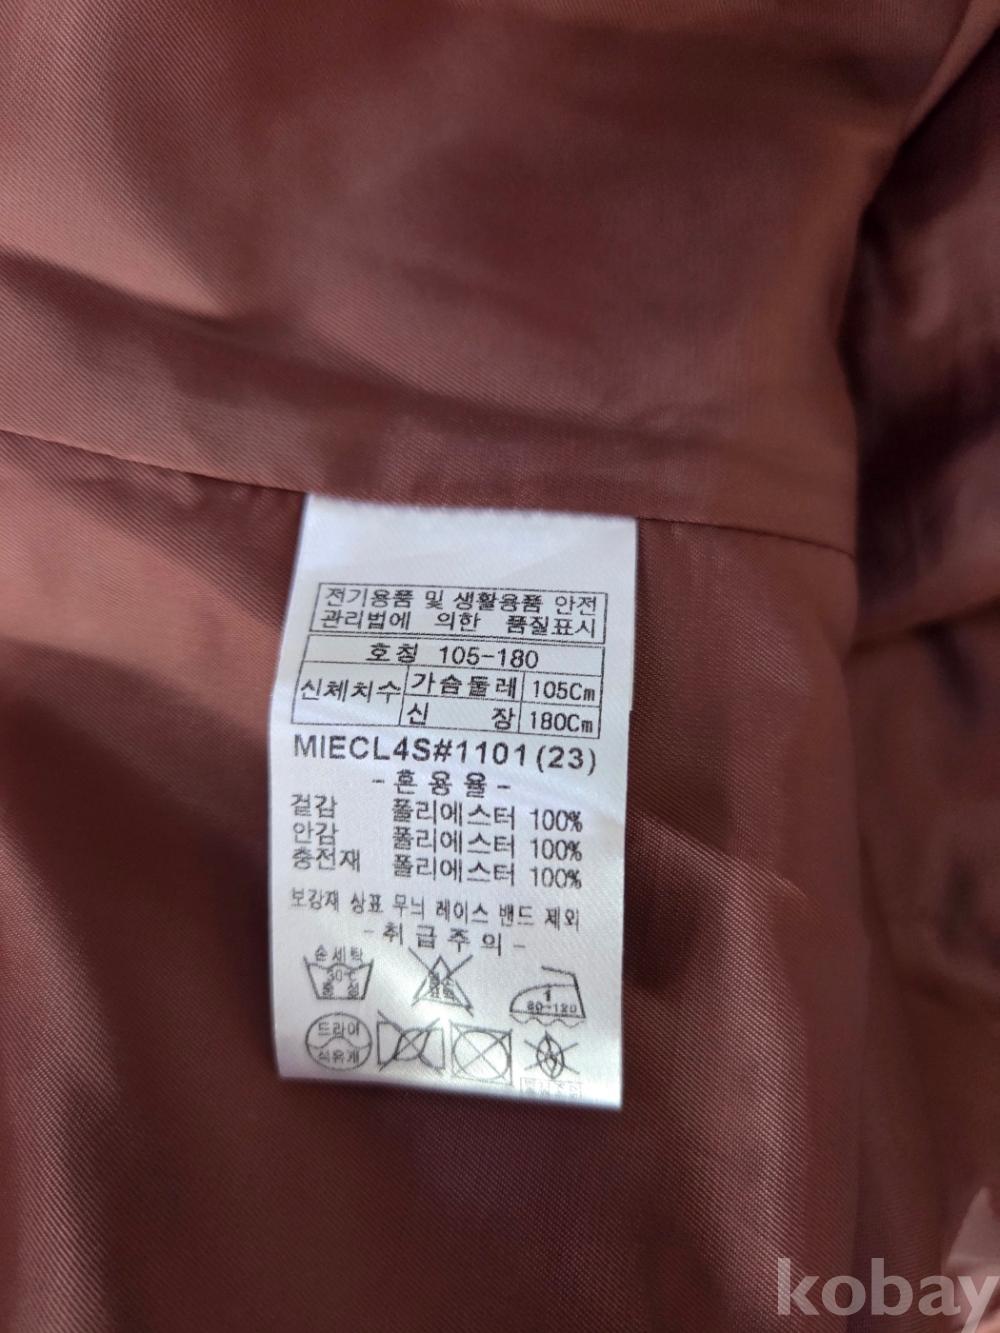 전기용품 및 생활용품 안전
관리법에 의한 품질표시
호칭 105-180
신체치수 가슴둘레 105Cm
신 장 180Cm
MIECL4S#1101(23)
-혼용율-
겉감 폴리에스터 100%
안감 폴리에스터 100%
충전재 폴리에스터 100%
보강재 상표 무늬 레이스 밴드 제외
-취급주의-
손세탁
30℃
중성
1
80-120
드라이
석유계
kobay